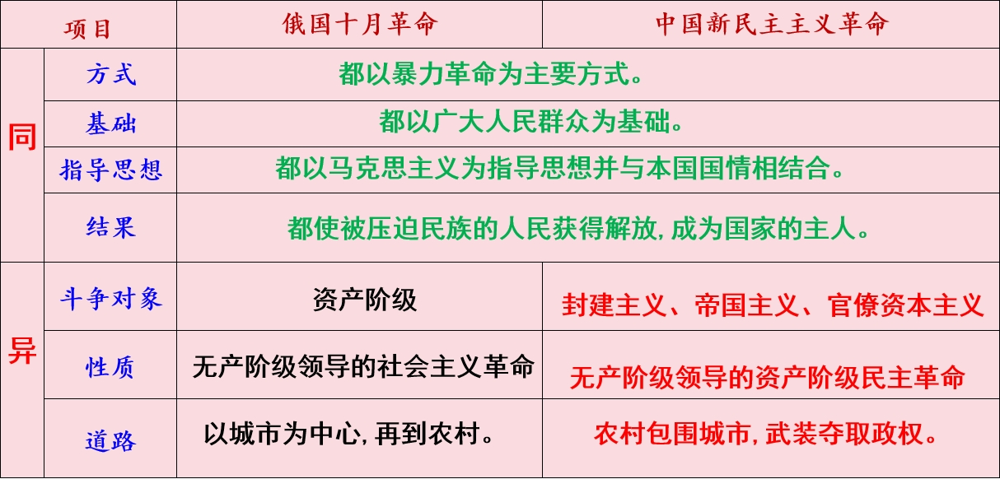 项目 俄国十月革命 中国新民主主义革命
同
方式 都以暴力革命为主要方式。
基础 都以广大人民群众为基础。
指导思想 都以马克思主义为指导思想并与本国国情相结合。
结果 都使被压迫民族的人民获得解放,成为国家的主人。
异
斗争对象 资产阶级 封建主义、帝国主义、官僚资本主义
性质 无产阶级领导的社会主义革命 无产阶级领导的资产阶级民主革命
道路 以城市为中心,再到农村。 农村包围城市,武装夺取政权。